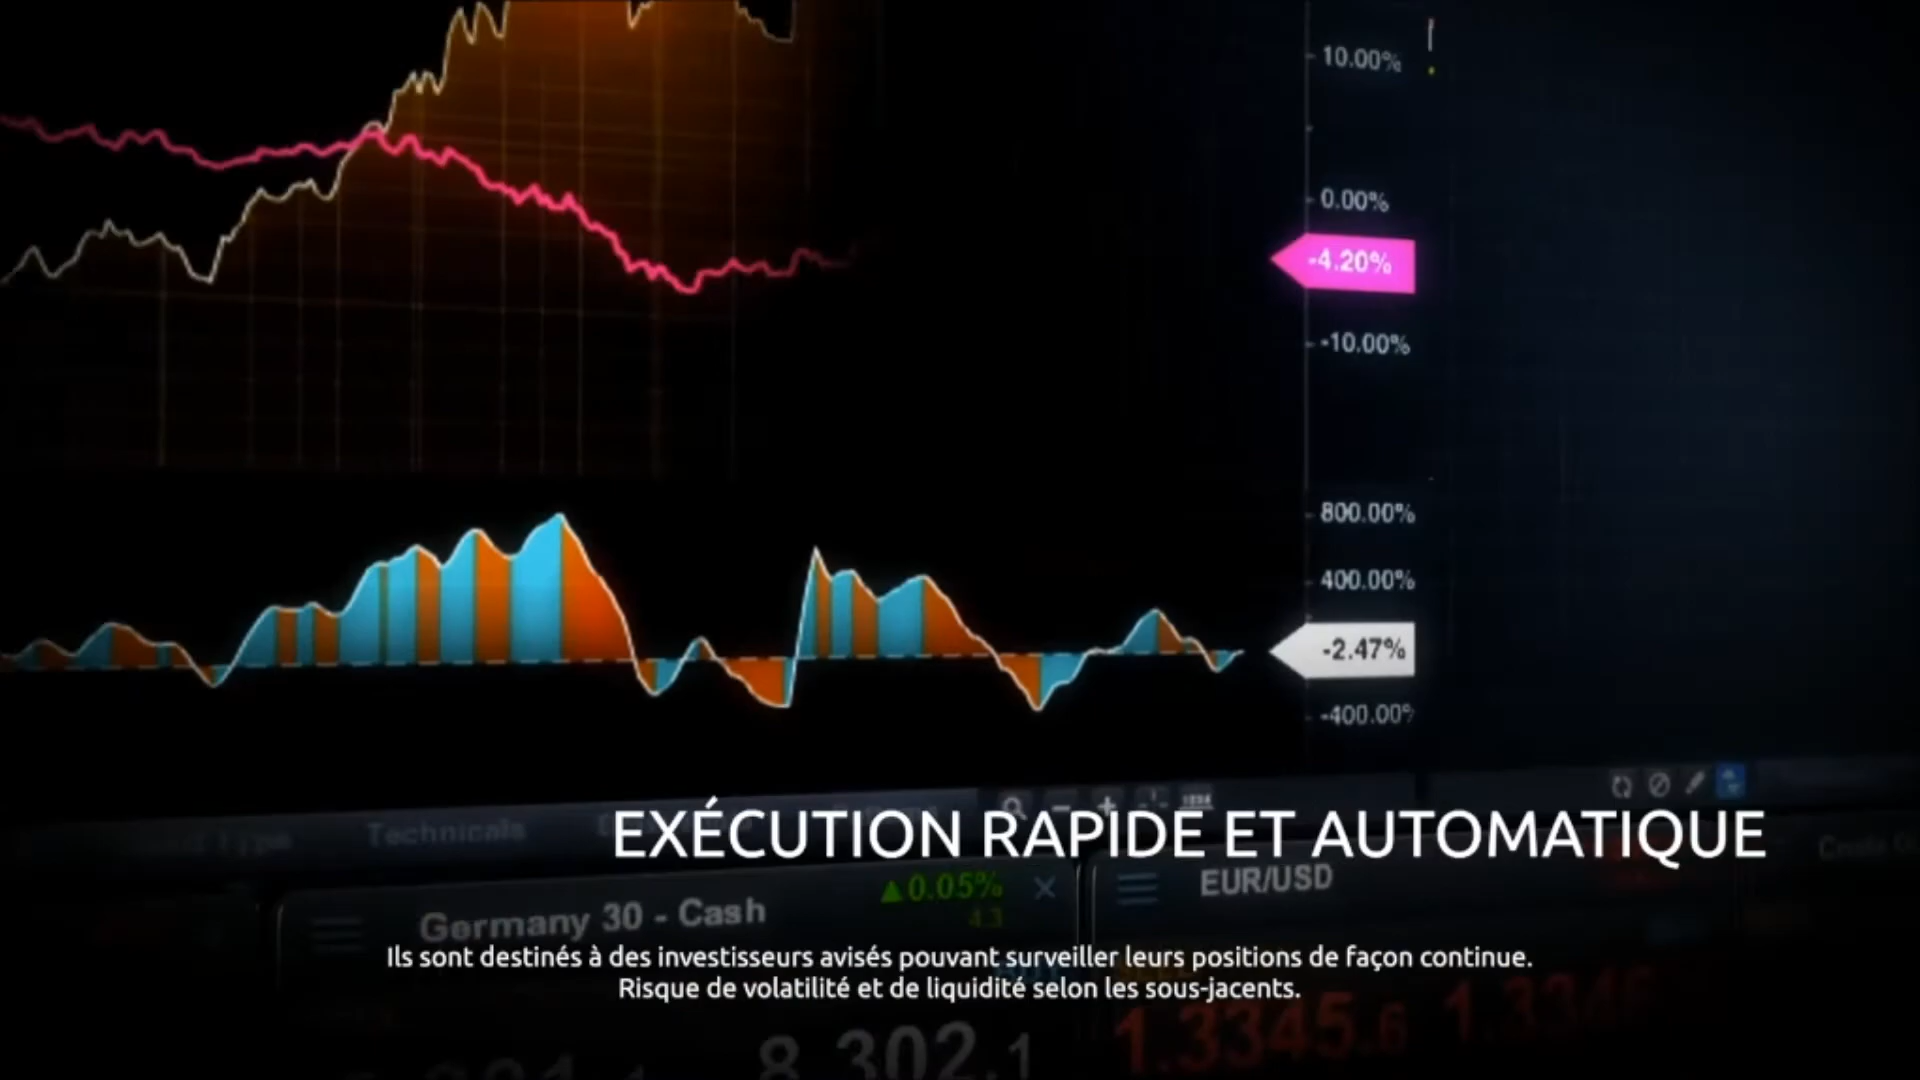 10.00%
0.00%
-4.20%
-10.00%
800.00%
400.00%
-2.47%
-400.00%
Technicals
EXÉCUTION RAPIDE ET AUTOMATIQUE
Germany 30 - Cash
0.05%
4.3
EUR/USD
Ils sont destinés à des investisseurs avisés pouvant surveiller leurs positions de façon continue.
Risque de volatilité et de liquidité selon les sous-jacents.
8 302.1
1.3345.6